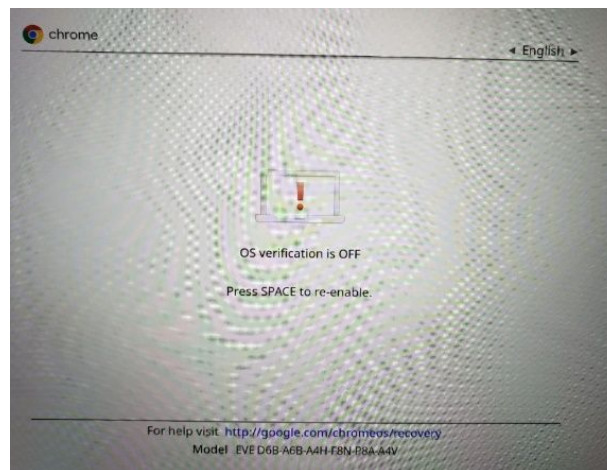 chrome
◄ English ►
OS verification is OFF
Press SPACE to re-enable.
For help visit http://google.com/chromeos/recovery
Model EVE D6B-A6B-A4H-F8N-P8A-A4V